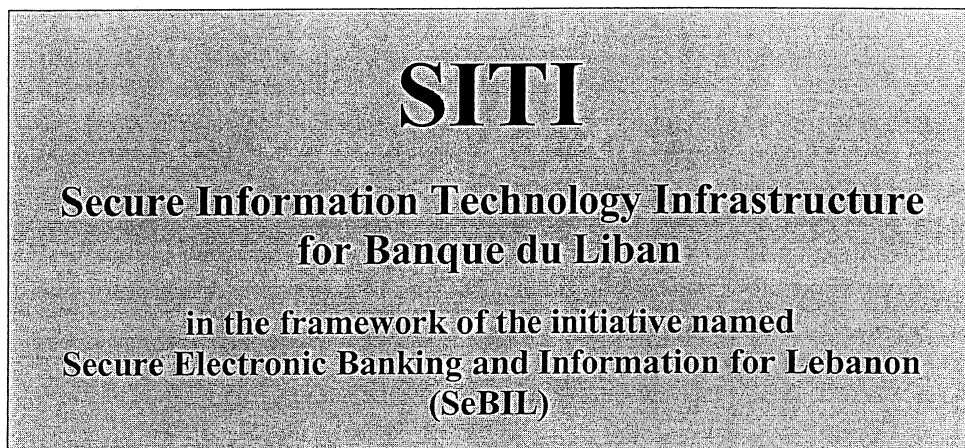 SITI
Secure Information Technology Infrastructure
for Banque du Liban
in the framework of the initiative named
Secure Electronic Banking and Information for Lebanon
(SeBIL)